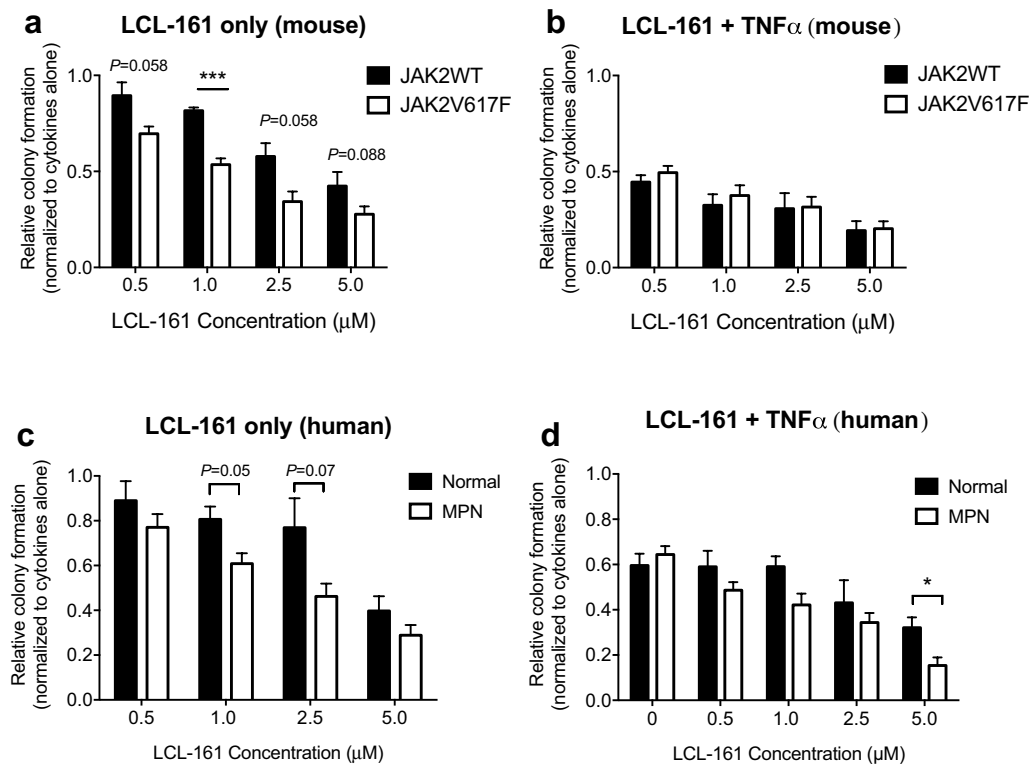 a
LCL-161 only (mouse)
P=0.058
***
P=0.058
P=0.088
JAK2WT
JAK2V617F
Relative colony formation
(normalized to cytokines alone)
1.0
0.5
0.0
0.5 1.0 2.5 5.0
LCL-161 Concentration (μM)
b
LCL-161 + TNFα (mouse)
JAK2WT
JAK2V617F
Relative colony formation
(normalized to cytokines alone)
1.0
0.5
0.0
0.5 1.0 2.5 5.0
LCL-161 Concentration (μM)
c
LCL-161 only (human)
P=0.05
P=0.07
Normal
MPN
Relative colony formation
(normalized to cytokines alone)
1.0
0.8
0.6
0.4
0.2
0.0
0.5 1.0 2.5 5.0
LCL-161 Concentration (μM)
d
LCL-161 + TNFα (human)
Normal
MPN
*
Relative colony formation
(normalized to cytokines alone)
1.0
0.8
0.6
0.4
0.2
0.0
0 0.5 1.0 2.5 5.0
LCL-161 Concentration (µM)